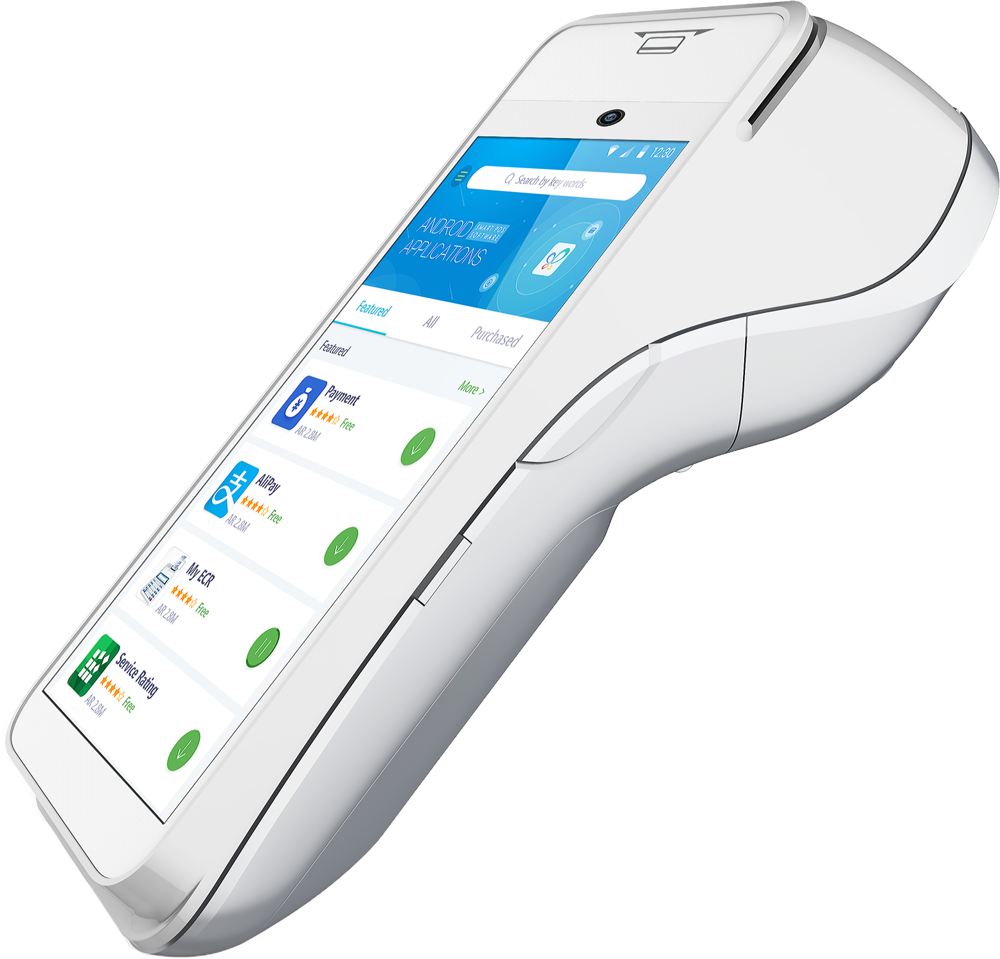 12:30
Search by key words
ANDROID SMART POS
SOFTWARE
APPLICATIONS
Featured All Purchased
Featured
More >
Payment
Free
AR 2.8M
AliPay
支
Free
AR 2.8M
My ECR
Free
AR 2.8M
Service Rating
Free
AR 2.8M